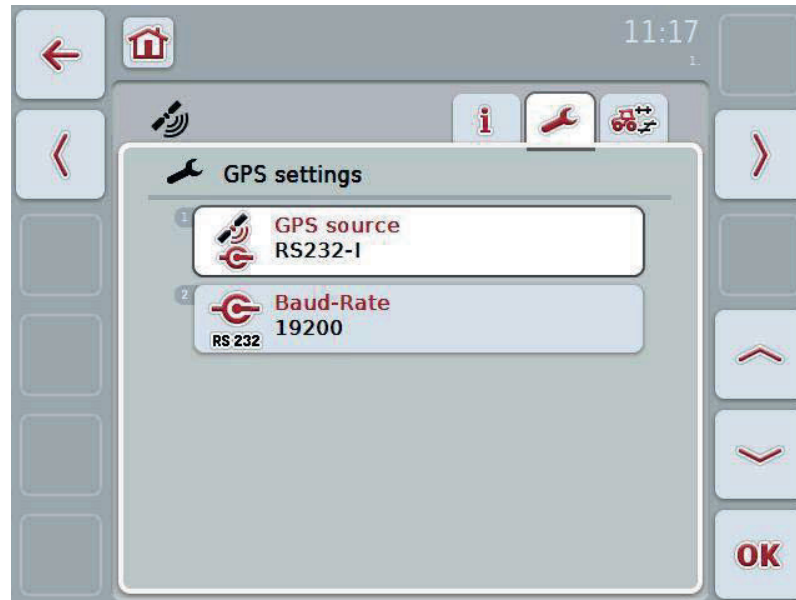 11:17
1.
i
GPS settings
1
GPS source
RS232-I
2
Baud-Rate
19200
RS 232
OK